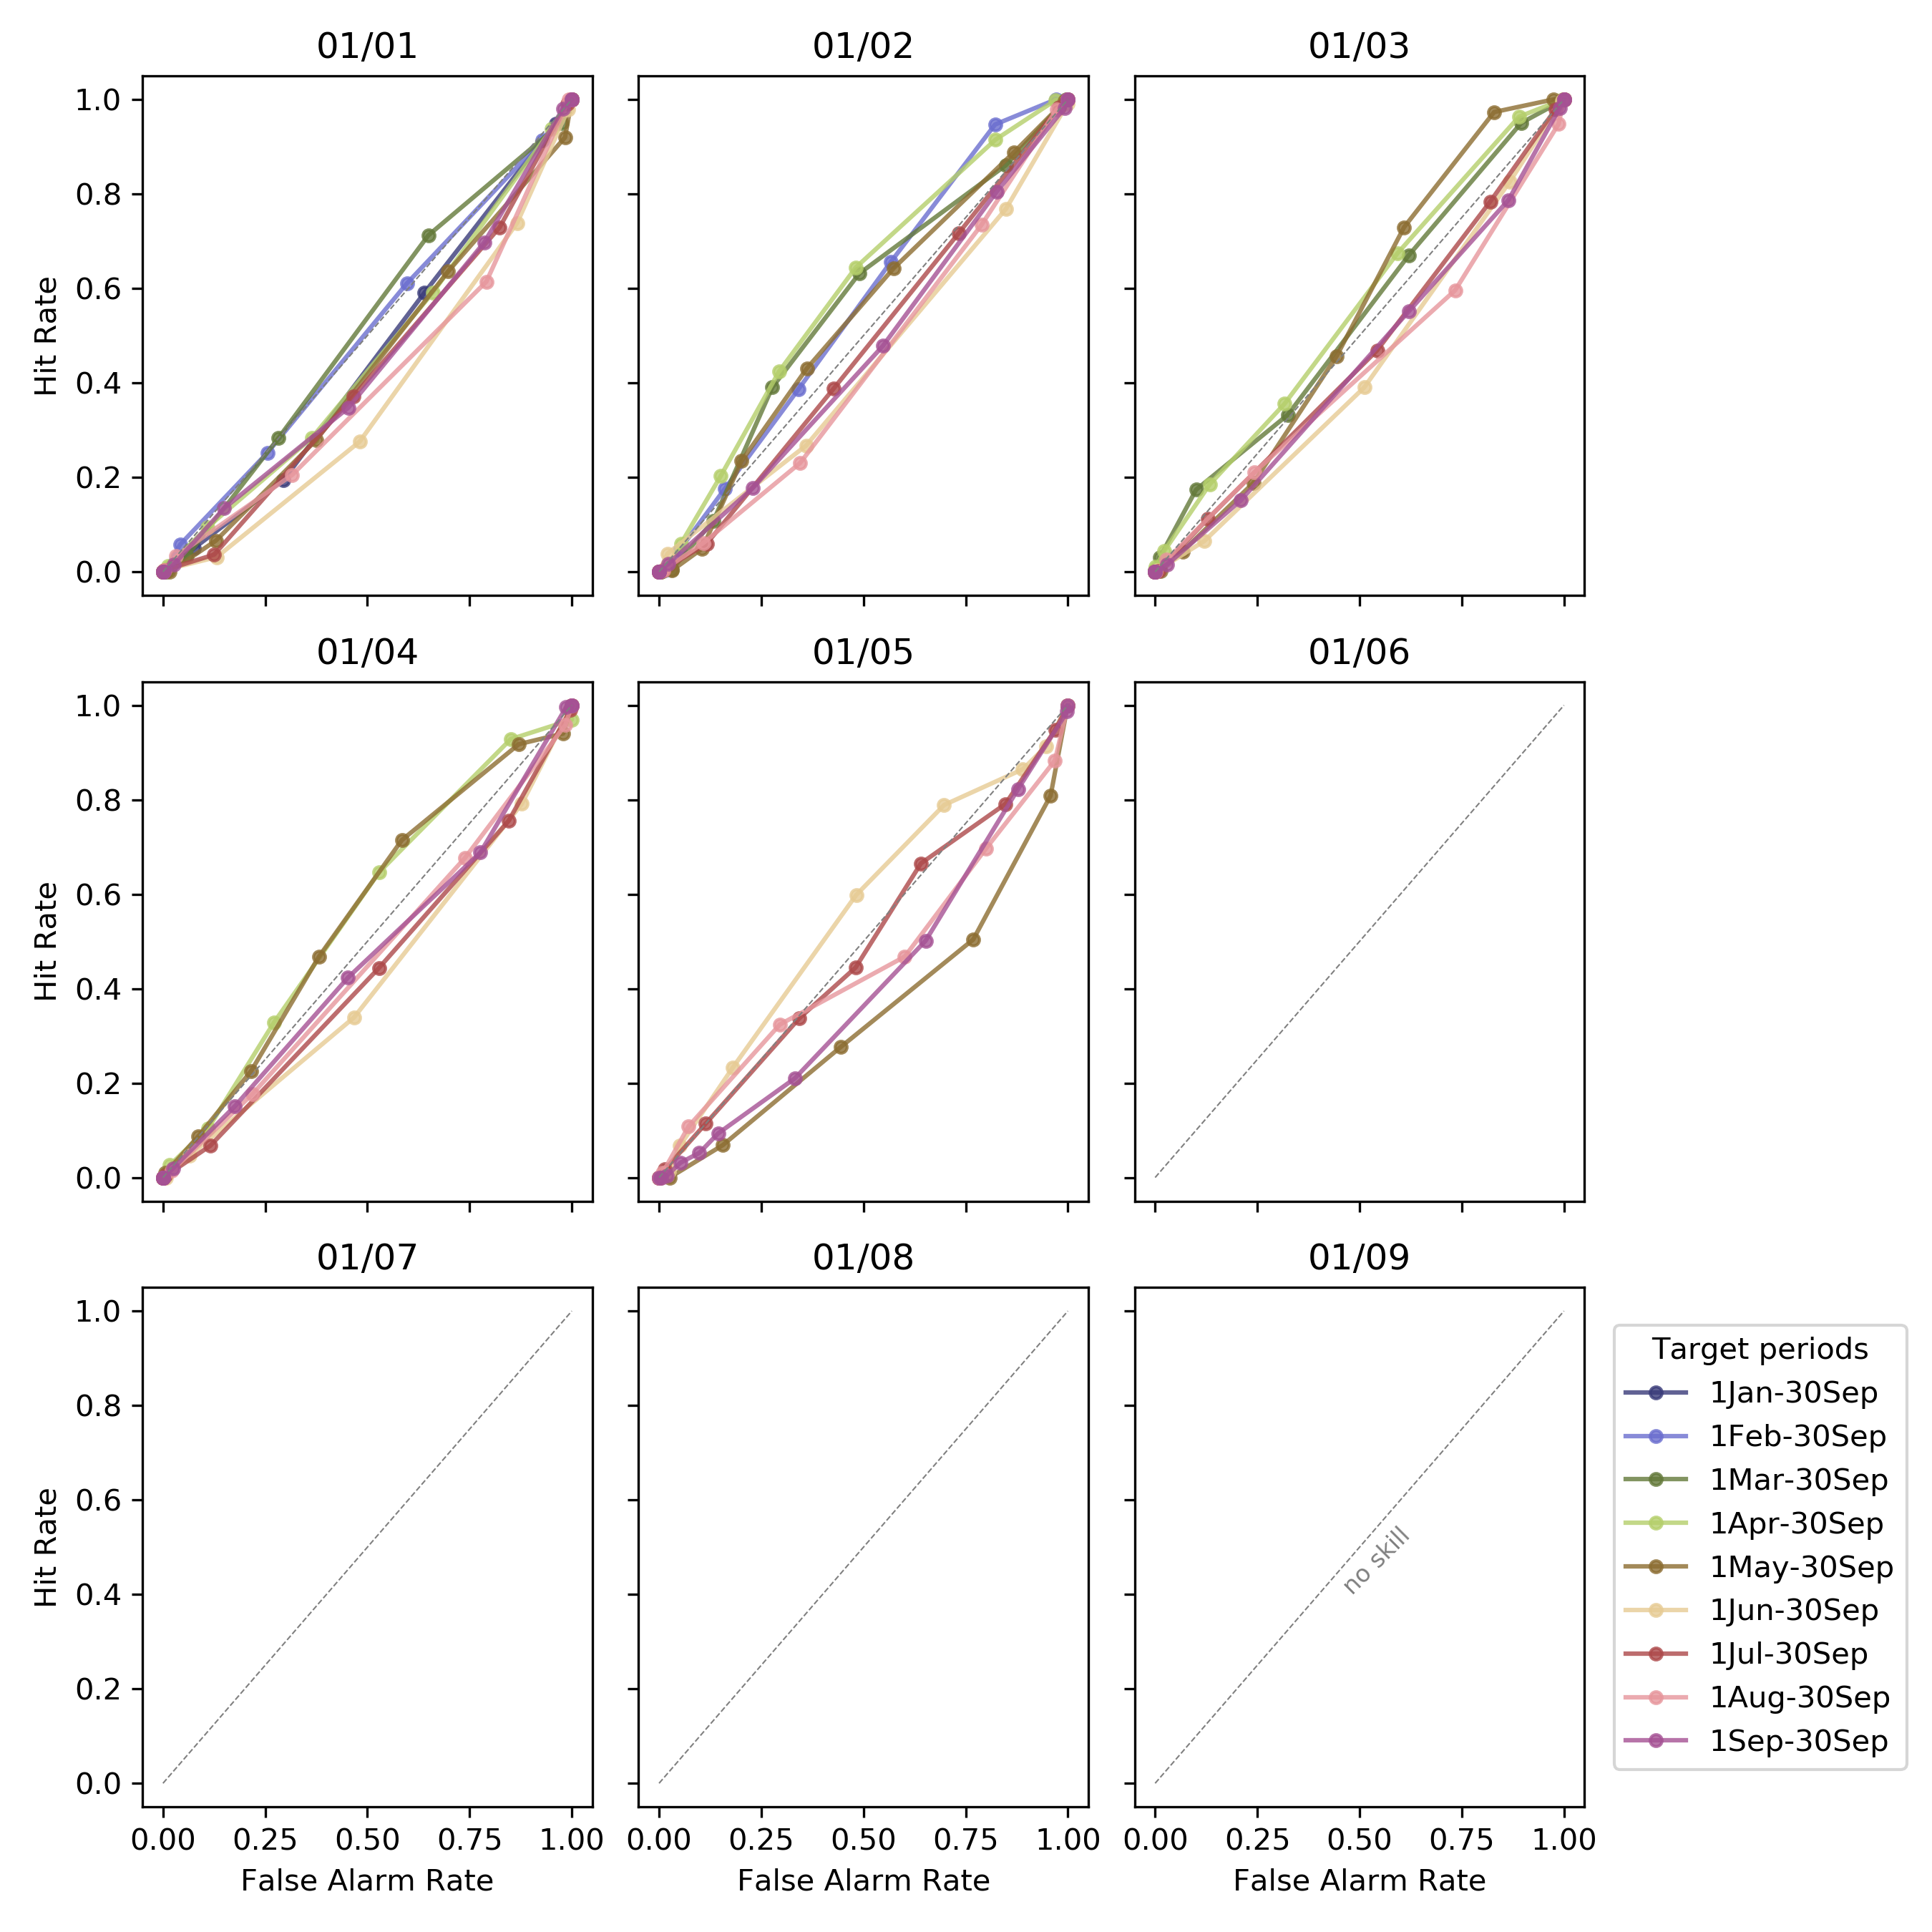 01/01
01/02
01/03
1.0
0.8
0.6
0.4
0.2
0.0
Hit Rate
01/04
01/05
01/06
1.0
0.8
0.6
0.4
0.2
0.0
Hit Rate
01/07
01/08
01/09
1.0
0.8
0.6
0.4
0.2
0.0
Hit Rate
no skill
0.00 0.25 0.50 0.75 1.00
False Alarm Rate
0.00 0.25 0.50 0.75 1.00
False Alarm Rate
0.00 0.25 0.50 0.75 1.00
False Alarm Rate
Target periods
1Jan-30Sep
1Feb-30Sep
1Mar-30Sep
1Apr-30Sep
1May-30Sep
1Jun-30Sep
1Jul-30Sep
1Aug-30Sep
1Sep-30Sep